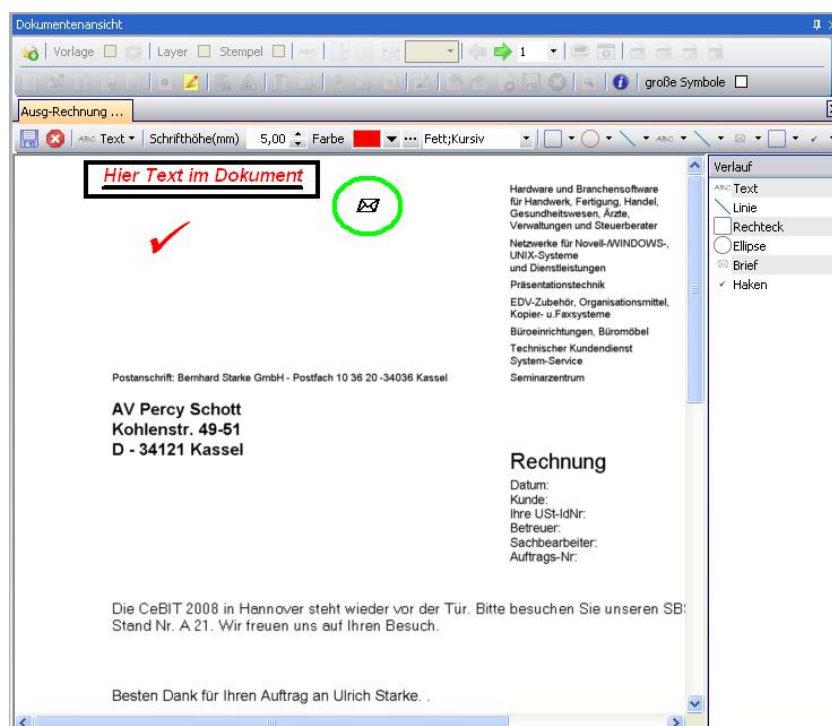 Dokumentenansicht
Vorlage Layer Stempel ABC 1
große Symbole
Ausg-Rechnung ...
ABC Text Schrifthöhe(mm) 5,00 Farbe Fett;Kursiv ABC
Verlauf
ABC Text
Linie
Rechteck
Ellipse
Brief
Haken
Hier Text im Dokument
Hardware und Branchensoftware
für Handwerk, Fertigung, Handel,
Gesundheitswesen, Ärzte,
Verwaltungen und Steuerberater
Netzwerke für Novell-/WINDOWS-,
UNIX-Systeme
und Dienstleistungen
Präsentationstechnik
EDV-Zubehör, Organisationsmittel,
Kopier- u.Faxsysteme
Büroeinrichtungen, Büromöbel
Technischer Kundendienst
System-Service
Seminarzentrum
Postanschrift: Bernhard Starke GmbH - Postfach 10 36 20 -34036 Kassel
AV Percy Schott
Kohlenstr. 49-51
D - 34121 Kassel
Rechnung
Datum:
Kunde:
Ihre USt-IdNr:
Betreuer:
Sachbearbeiter:
Auftrags-Nr:
Die CeBIT 2008 in Hannover steht wieder vor der Tür. Bitte besuchen Sie unseren SBS
Stand Nr. A 21. Wir freuen uns auf Ihren Besuch.
Besten Dank für Ihren Auftrag an Ulrich Starke. .